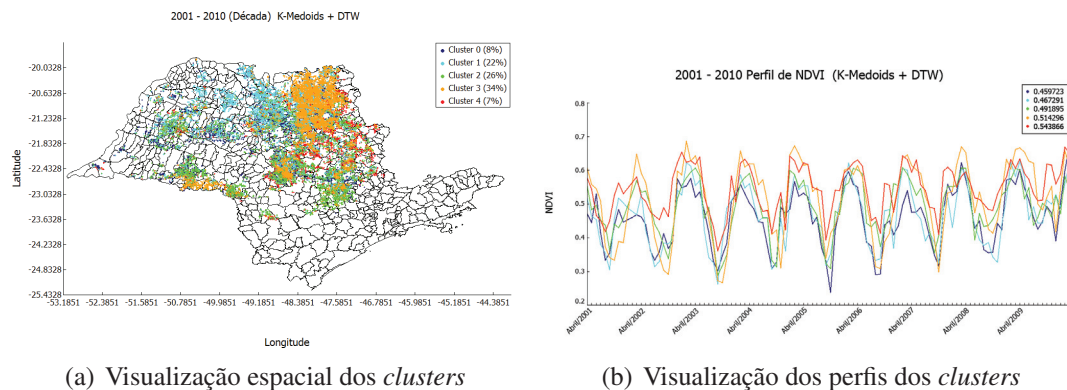 2001 - 2010 (Década) K-Medoids + DTW
Cluster 0 (8%)
Cluster 1 (22%)
Cluster 2 (26%)
Cluster 3 (34%)
Cluster 4 (7%)
Latitude
-20.0328
-20.6328
-21.2328
-21.8328
-22.4328
-23.0328
-23.6328
-24.2328
-24.8328
-25.4328
-53.1851 -52.3851 -51.5851 -50.7851 -49.9851 -49.1851 -48.3851 -47.5851 -46.7851 -45.9851 -45.1851 -44.3851
Longitude
(a) Visualização espacial dos clusters
2001 - 2010 Perfil de NDVI (K-Medoids + DTW)
0.459723
0.467291
0.491895
0.514296
0.543866
NDVI
0.8
0.7
0.6
0.5
0.4
0.3
0.2
Abril/2001 Abril/2002 Abril/2003 Abril/2004 Abril/2005 Abril/2006 Abril/2007 Abril/2008 Abril/2009
(b) Visualização dos perfis dos clusters